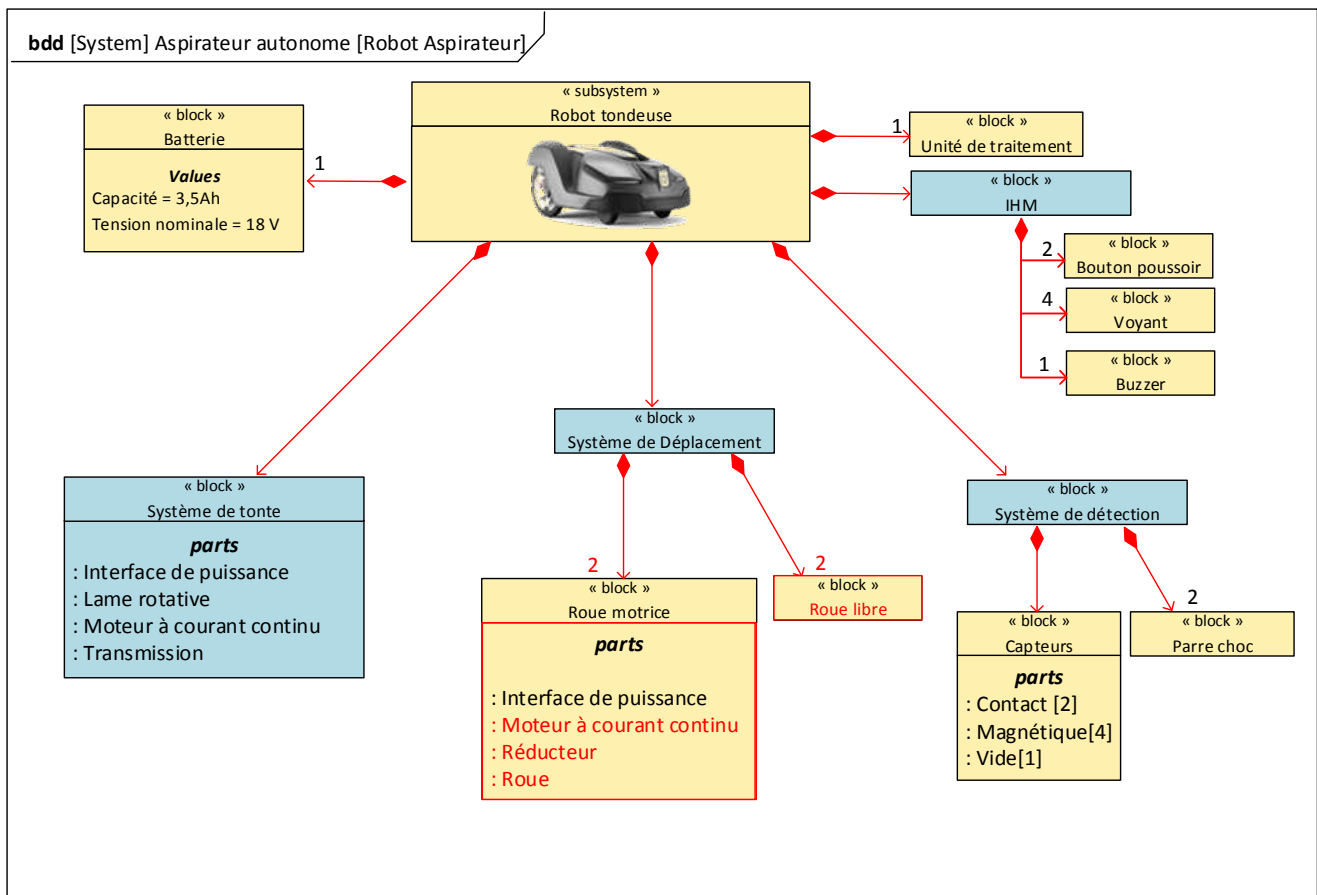 bdd [System] Aspirateur autonome [Robot Aspirateur]
« block »
Batterie
Values
Capacité = 3,5Ah
Tension nominale = 18 V
1
« subsystem »
Robot tondeuse
1
« block »
Unité de traitement
« block »
IHM
2
« block »
Bouton poussoir
4
« block »
Voyant
1
« block »
Buzzer
« block »
Système de tonte
parts
: Interface de puissance
: Lame rotative
: Moteur à courant continu
: Transmission
« block »
Système de Déplacement
2
« block »
Roue motrice
parts
: Interface de puissance
: Moteur à courant continu
: Réducteur
: Roue
2
« block »
Roue libre
« block »
Système de détection
« block »
Capteurs
parts
: Contact [2]
: Magnétique[4]
: Vide[1]
2
« block »
Parre choc